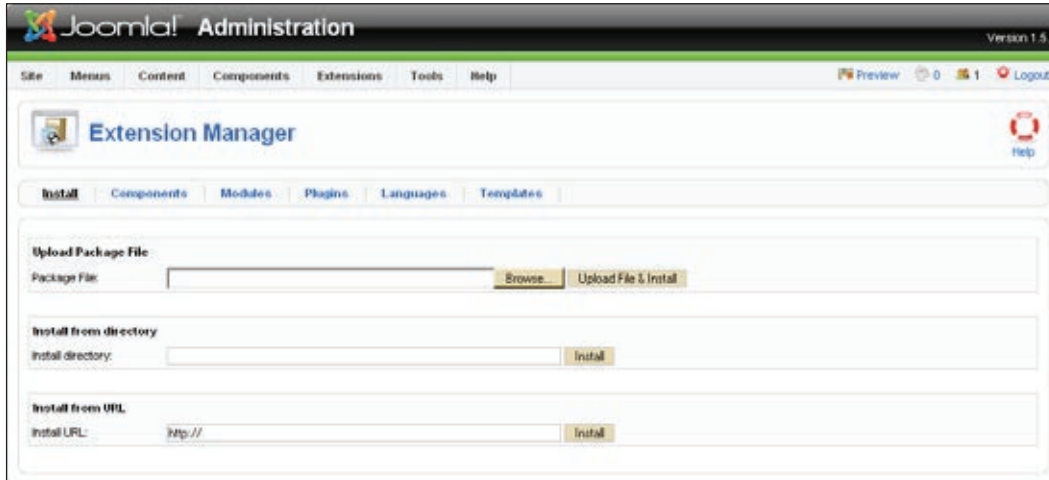 Joomla! Administration
Version 1.5.
Site Menus Content Components Extensions Tools Help Preview 0 1 Logout
Extension Manager
Help
Install Components Modules Plugins Languages Templates
Upload Package File
Package File: Browse... Upload File & Install
Install from directory
Install directory: Install
Install from URL
Install URL: http:// Install